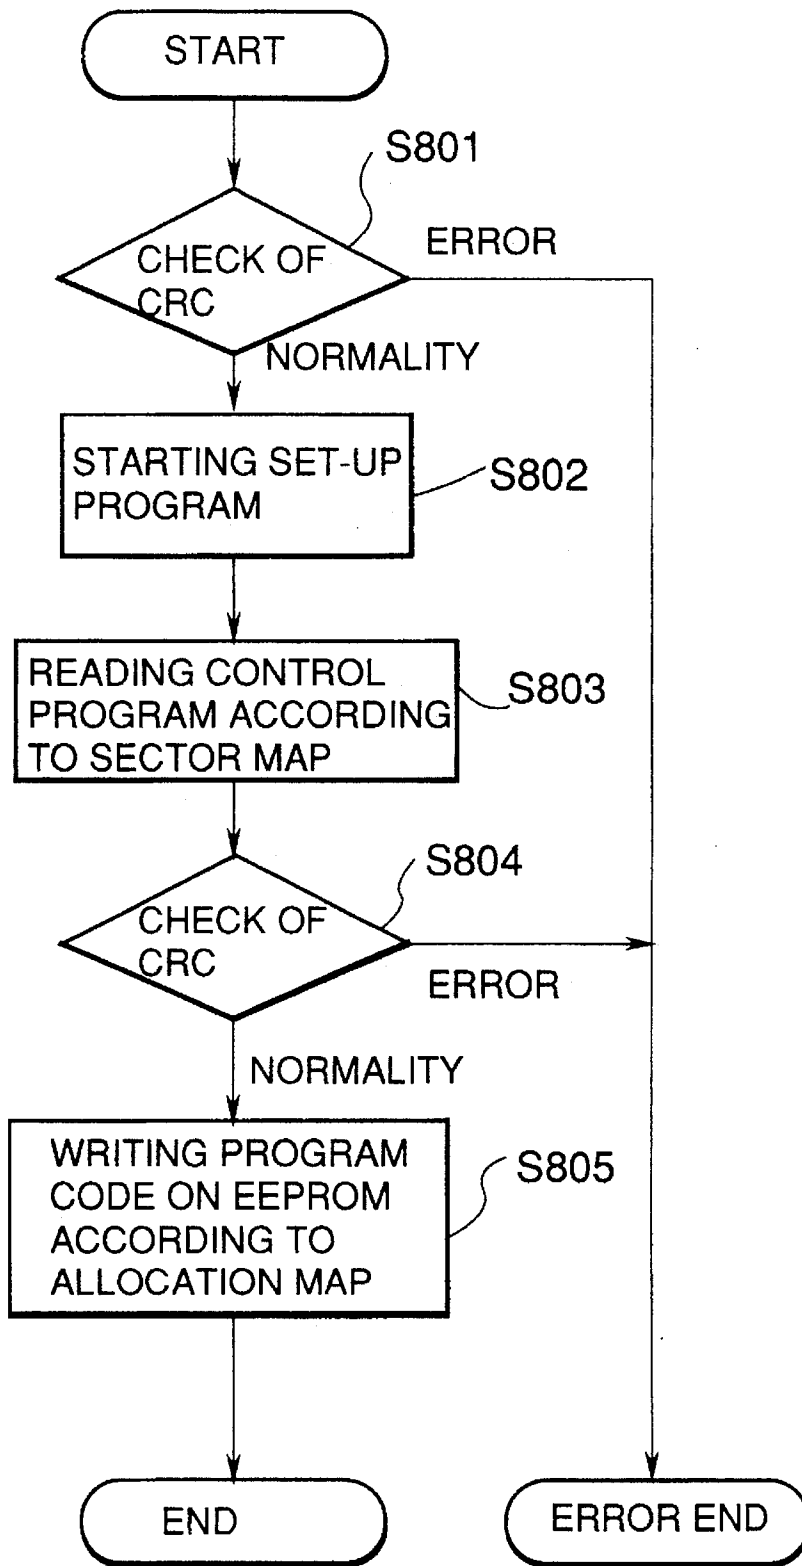 START
S801
ERROR
CHECK OF
CRC
NORMALITY
STARTING SET-UP
PROGRAM
S802
READING CONTROL
PROGRAM ACCORDING
TO SECTOR MAP
S803
S804
CHECK OF
CRC
ERROR
NORMALITY
WRITING PROGRAM
CODE ON EEPROM
ACCORDING TO
ALLOCATION MAP
S805
END
ERROR END